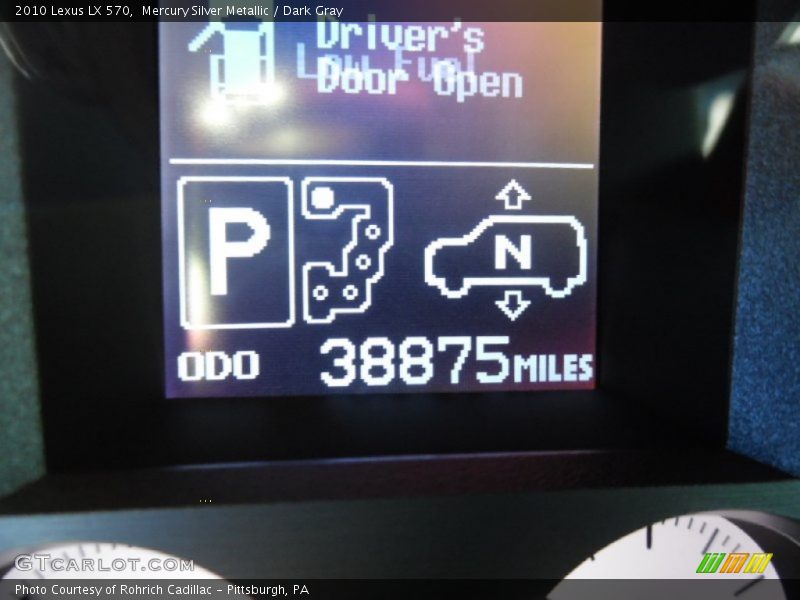 2010 Lexus LX 570,  Mercury Silver Metallic / Dark Gray
Driver's
Low Fuel
Door Open
P
N
ODO 38875 MILES
GTCARLOT.COM
Photo Courtesy of Rohrich Cadillac - Pittsburgh, PA